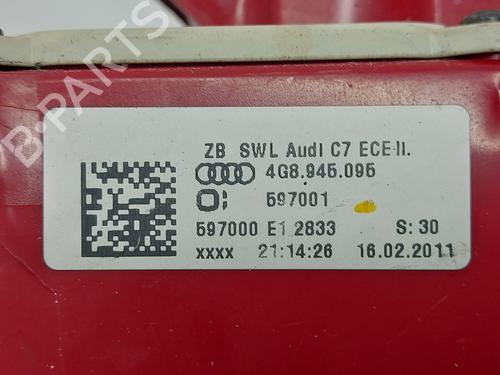 B-PARTS
ZB SWL Audi C7 ECE-II.
4G8.945.095
597001
597000 E1 2833 S: 30
xxxx 21:14:26 16.02.2011